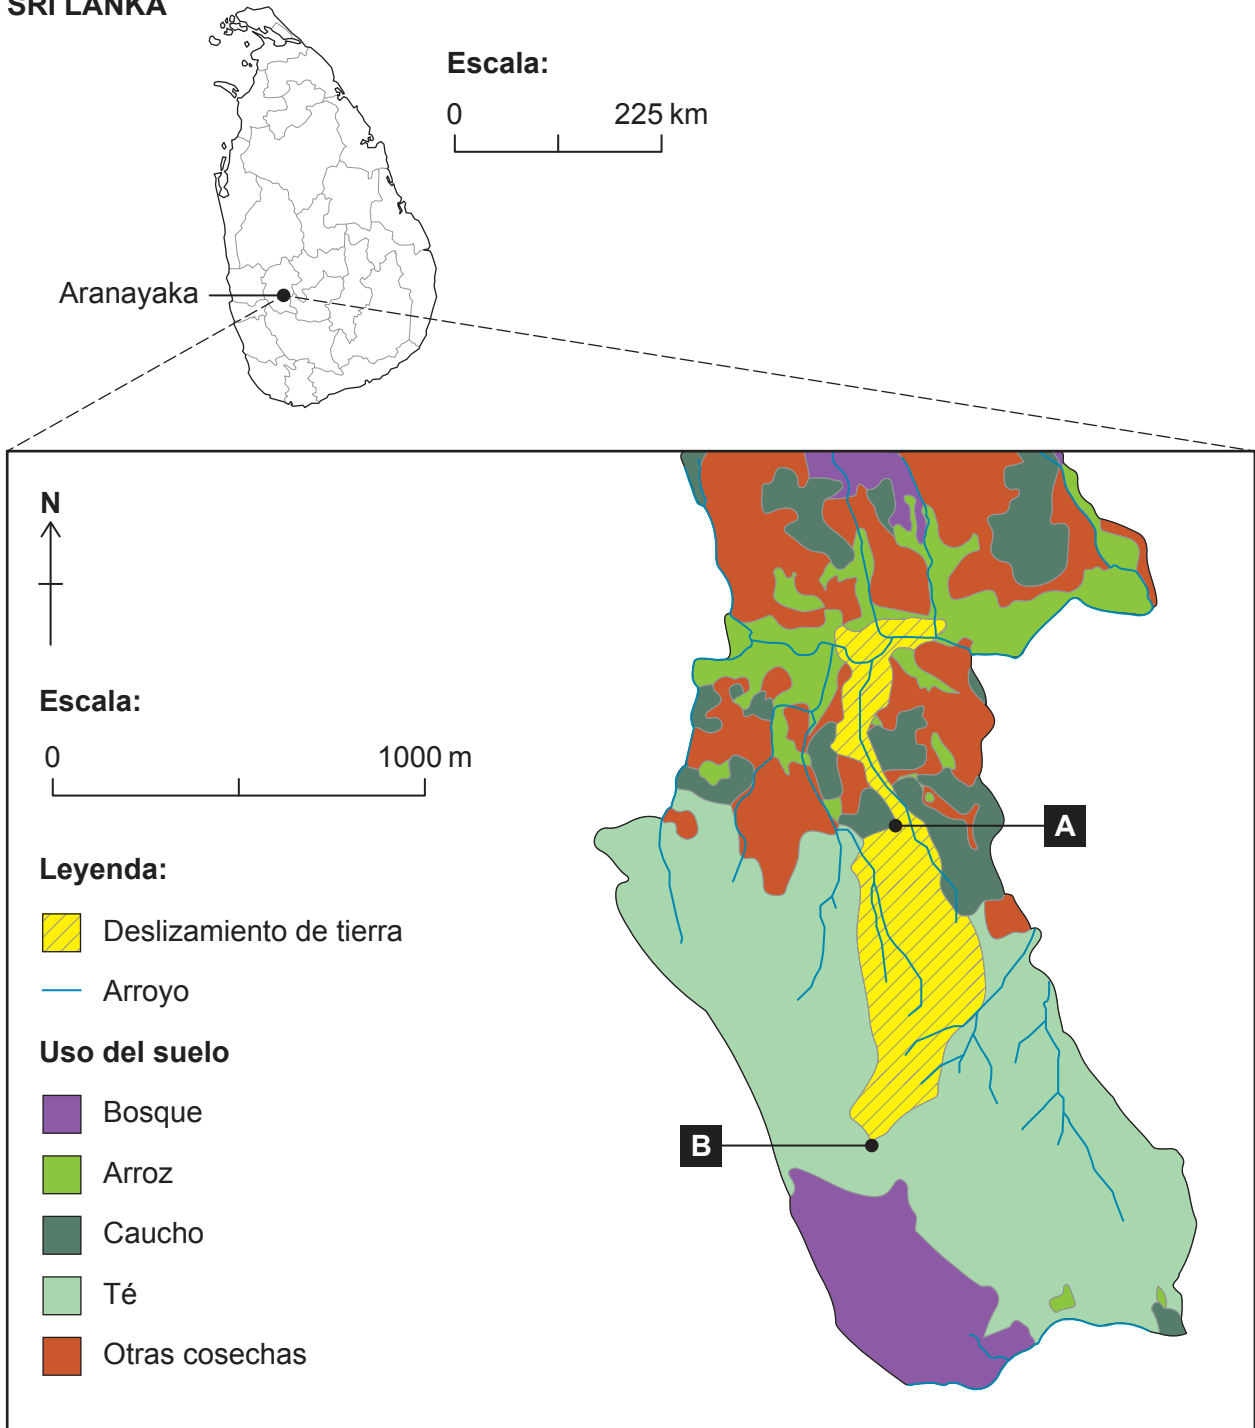 SRI LANKA
Escala:
0 225 km
Aranayaka
N
Escala:
0 1000 m
Leyenda:
Deslizamiento de tierra
Arroyo
Uso del suelo
Bosque
Arroz
Caucho
Té
Otras cosechas
A
B